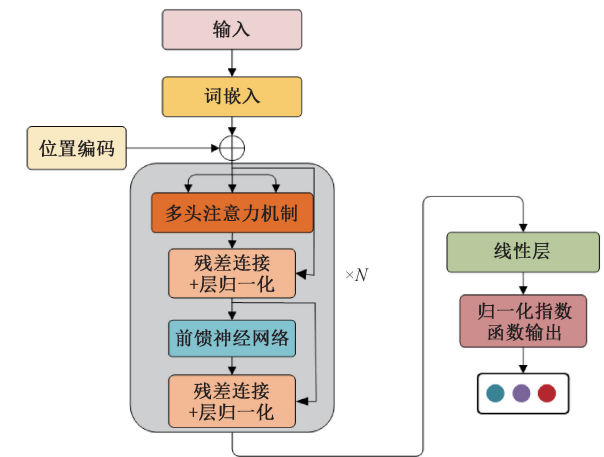 输入
词嵌入
位置编码
多头注意力机制
残差连接
+层归一化
×N
前馈神经网络
残差连接
+层归一化
线性层
归一化指数
函数输出